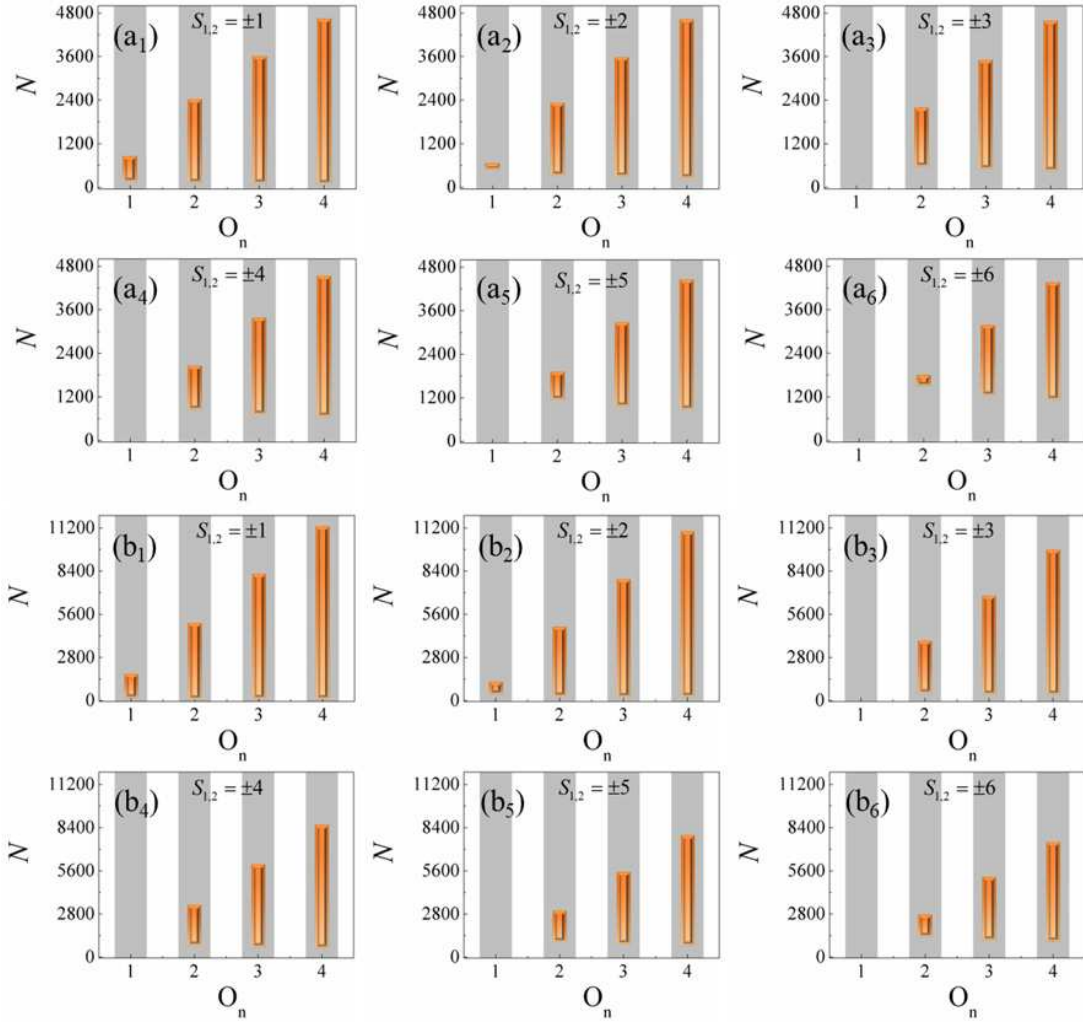 (a1) S1,2 = ±1
N
4800
3600
2400
1200
0
1 2 3 4
On
(a2) S1,2 = ±2
N
4800
3600
2400
1200
0
1 2 3 4
On
(a3) S1,2 = ±3
N
4800
3600
2400
1200
0
1 2 3 4
On
(a4) S1,2 = ±4
N
4800
3600
2400
1200
0
1 2 3 4
On
(a5) S1,2 = ±5
N
4800
3600
2400
1200
0
1 2 3 4
On
(a6) S1,2 = ±6
N
4800
3600
2400
1200
0
1 2 3 4
On
(b1) S1,2 = ±1
N
11200
8400
5600
2800
0
1 2 3 4
On
(b2) S1,2 = ±2
N
11200
8400
5600
2800
0
1 2 3 4
On
(b3) S1,2 = ±3
N
11200
8400
5600
2800
0
1 2 3 4
On
(b4) S1,2 = ±4
N
11200
8400
5600
2800
0
1 2 3 4
On
(b5) S1,2 = ±5
N
11200
8400
5600
2800
0
1 2 3 4
On
(b6) S1,2 = ±6
N
11200
8400
5600
2800
0
1 2 3 4
On